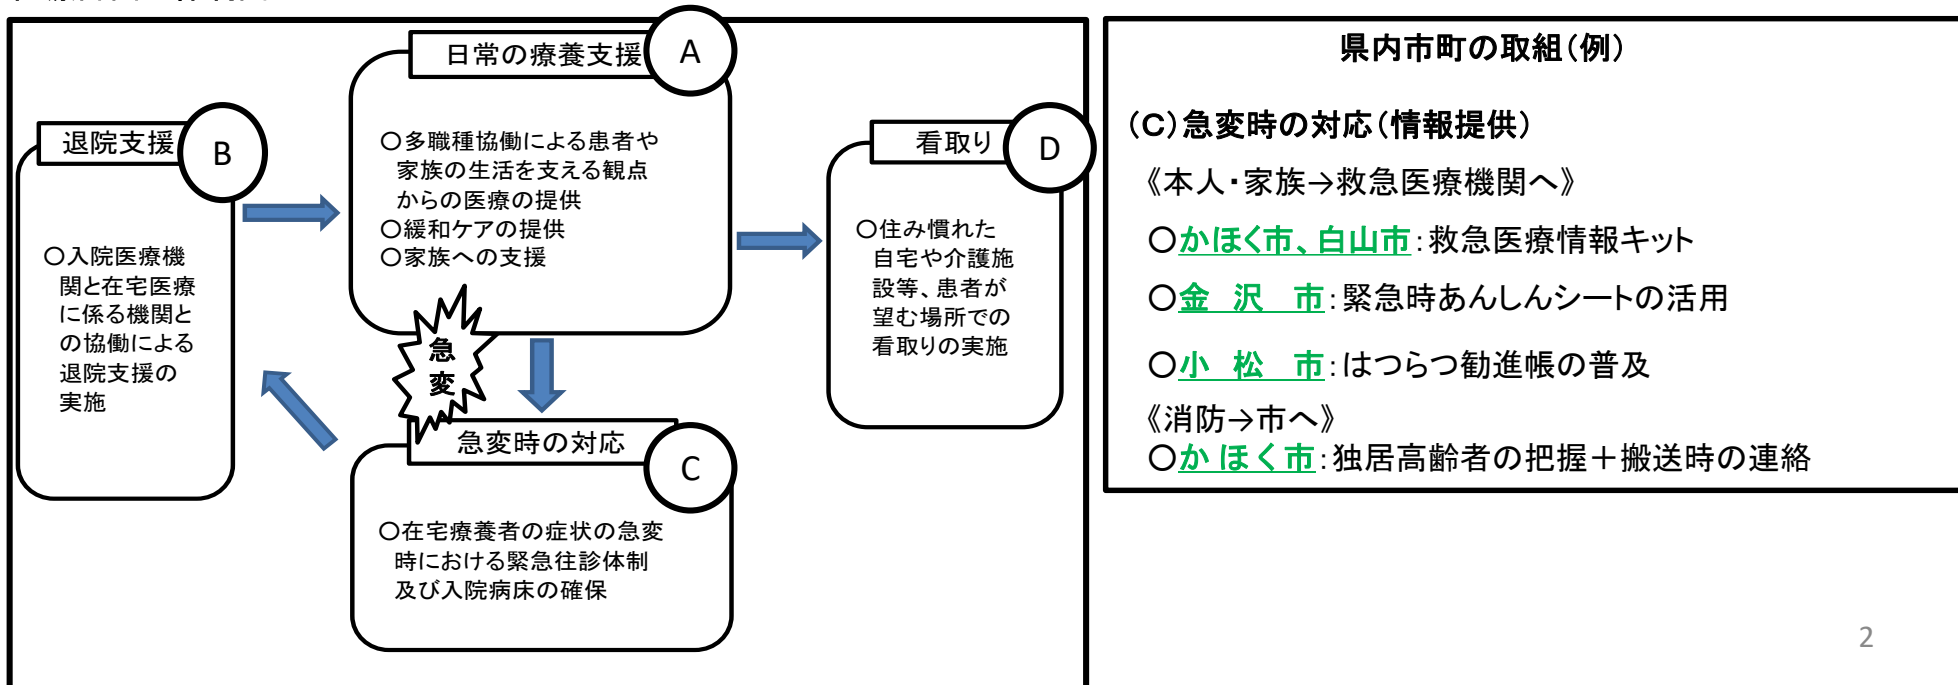 日常の療養支援
A
〇多職種協働による患者や
家族の生活を支える観点
からの医療の提供
〇緩和ケアの提供
〇家族への支援
退院支援
B
〇入院医療機
関と在宅医療
に係る機関と
の協働による
退院支援の
実施
看取り
D
〇住み慣れた
自宅や介護施
設等、患者が
望む場所での
看取りの実施
急
変
急変時の対応
C
〇在宅療養者の症状の急変
時における緊急往診体制
及び入院病床の確保
県内市町の取組(例)
(C)急変時の対応(情報提供)
《本人・家族→救急医療機関へ》
〇かほく市、白山市:救急医療情報キット
〇金 沢 市:緊急時あんしんシートの活用
〇小 松 市:はつらつ勧進帳の普及
《消防→市へ》
〇かほく市:独居高齢者の把握+搬送時の連絡
2